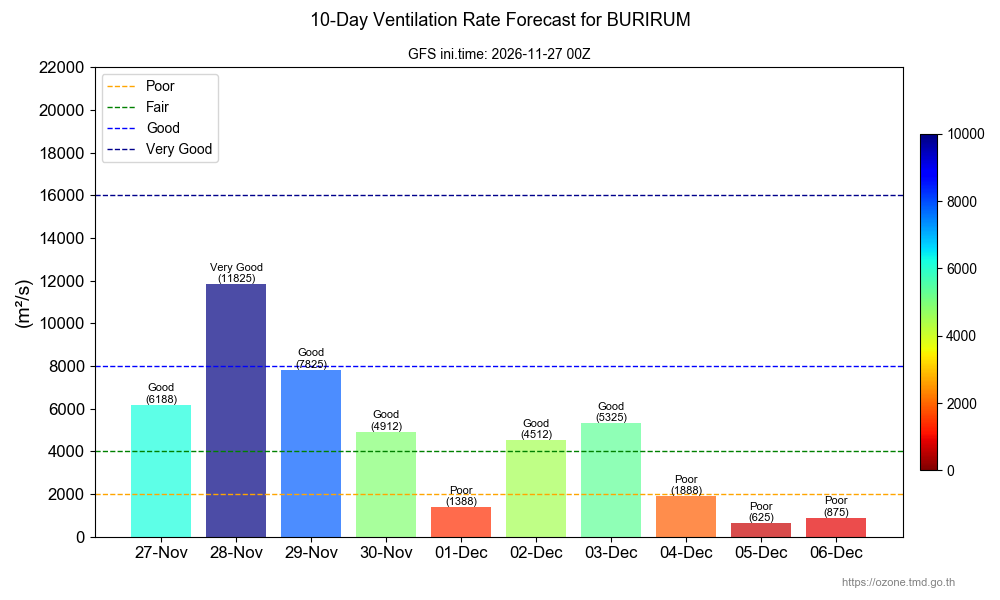 10-Day Ventilation Rate Forecast for BURIRUM
GFS ini.time: 2026-11-27 00Z
(m²/s)
22000
20000
18000
16000
14000
12000
10000
8000
6000
4000
2000
0
Poor
Fair
Good
Very Good
Good
(6188)
Very Good
(11825)
Good
(7825)
Good
(4912)
Poor
(1388)
Good
(4512)
Good
(5325)
Poor
(1888)
Poor
(625)
Poor
(875)
27-Nov 28-Nov 29-Nov 30-Nov 01-Dec 02-Dec 03-Dec 04-Dec 05-Dec 06-Dec
10000
8000
6000
4000
2000
0
https://ozone.tmd.go.th